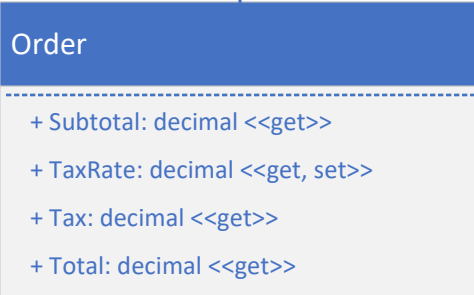 Order
+ Subtotal: decimal <<get>>
+ TaxRate: decimal <<get, set>>
+ Tax: decimal <<get>>
+ Total: decimal <<get>>